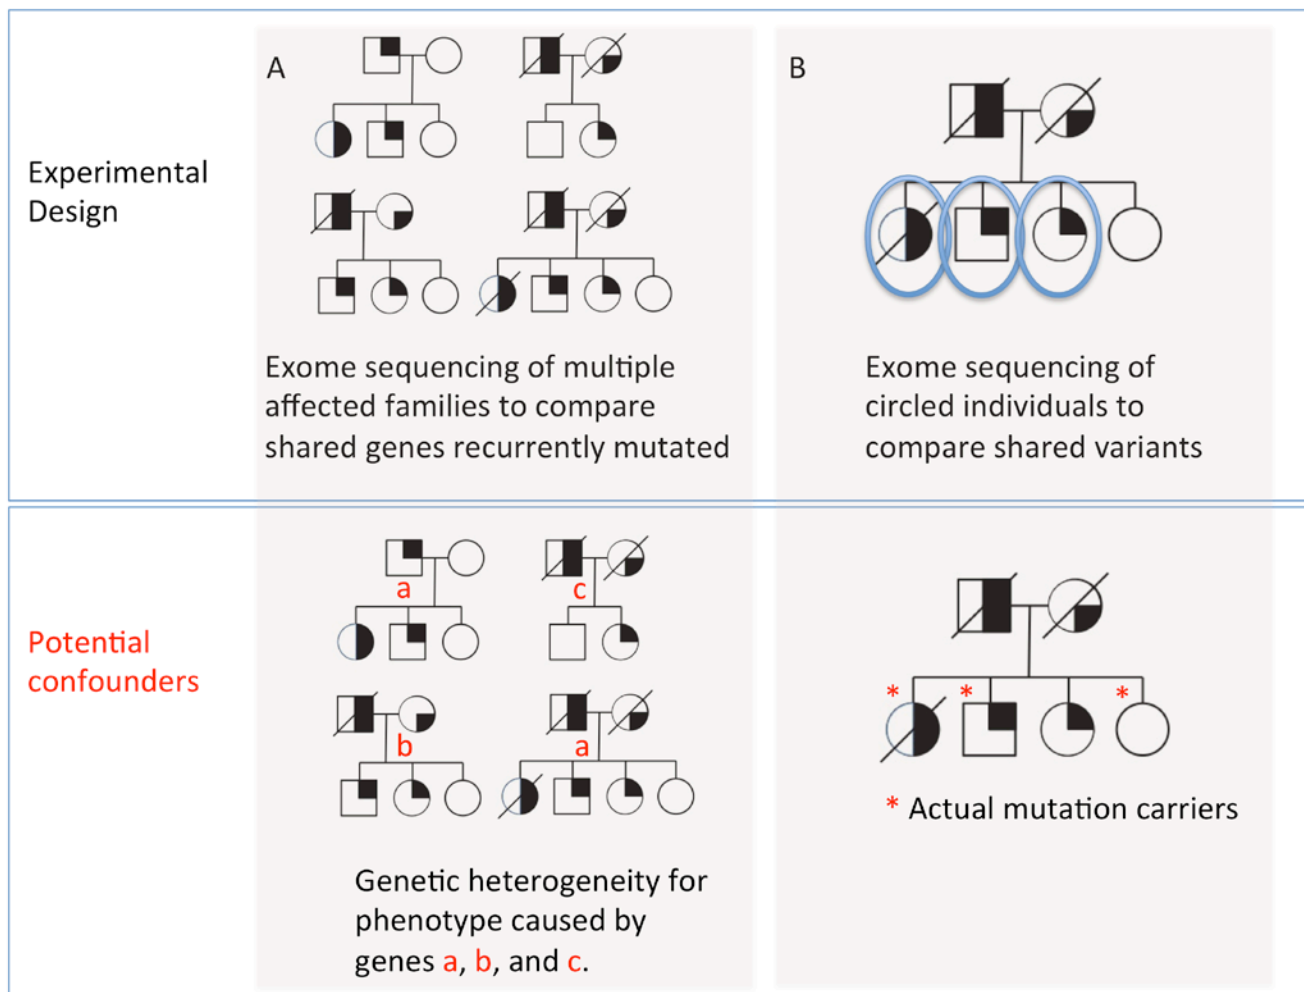 A
B
Experimental
Design
Exome sequencing of multiple
affected families to compare
shared genes recurrently mutated
Exome sequencing of
circled individuals to
compare shared variants
Potential
confounders
a
c
b
a
Genetic heterogeneity for
phenotype caused by
genes a, b, and c.
* * *
* Actual mutation carriers